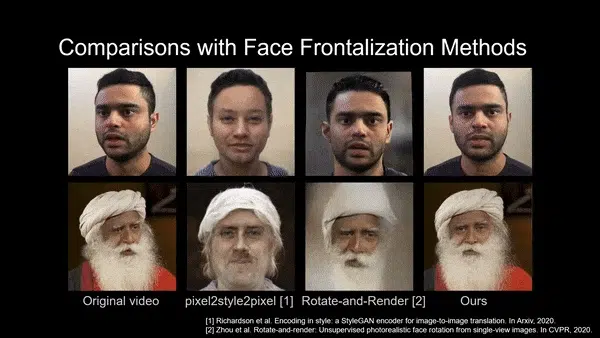 Comparisons with Face Frontalization Methods
Original video
pixel2style2pixel [1]
Rotate-and-Render [2]
Ours
[1] Richardson et al. Encoding in style: a StyleGAN encoder for image-to-image translation. In Arxiv, 2020.
[2] Zhou et al. Rotate-and-render: Unsupervised photorealistic face rotation from single-view images. In CVPR, 2020.